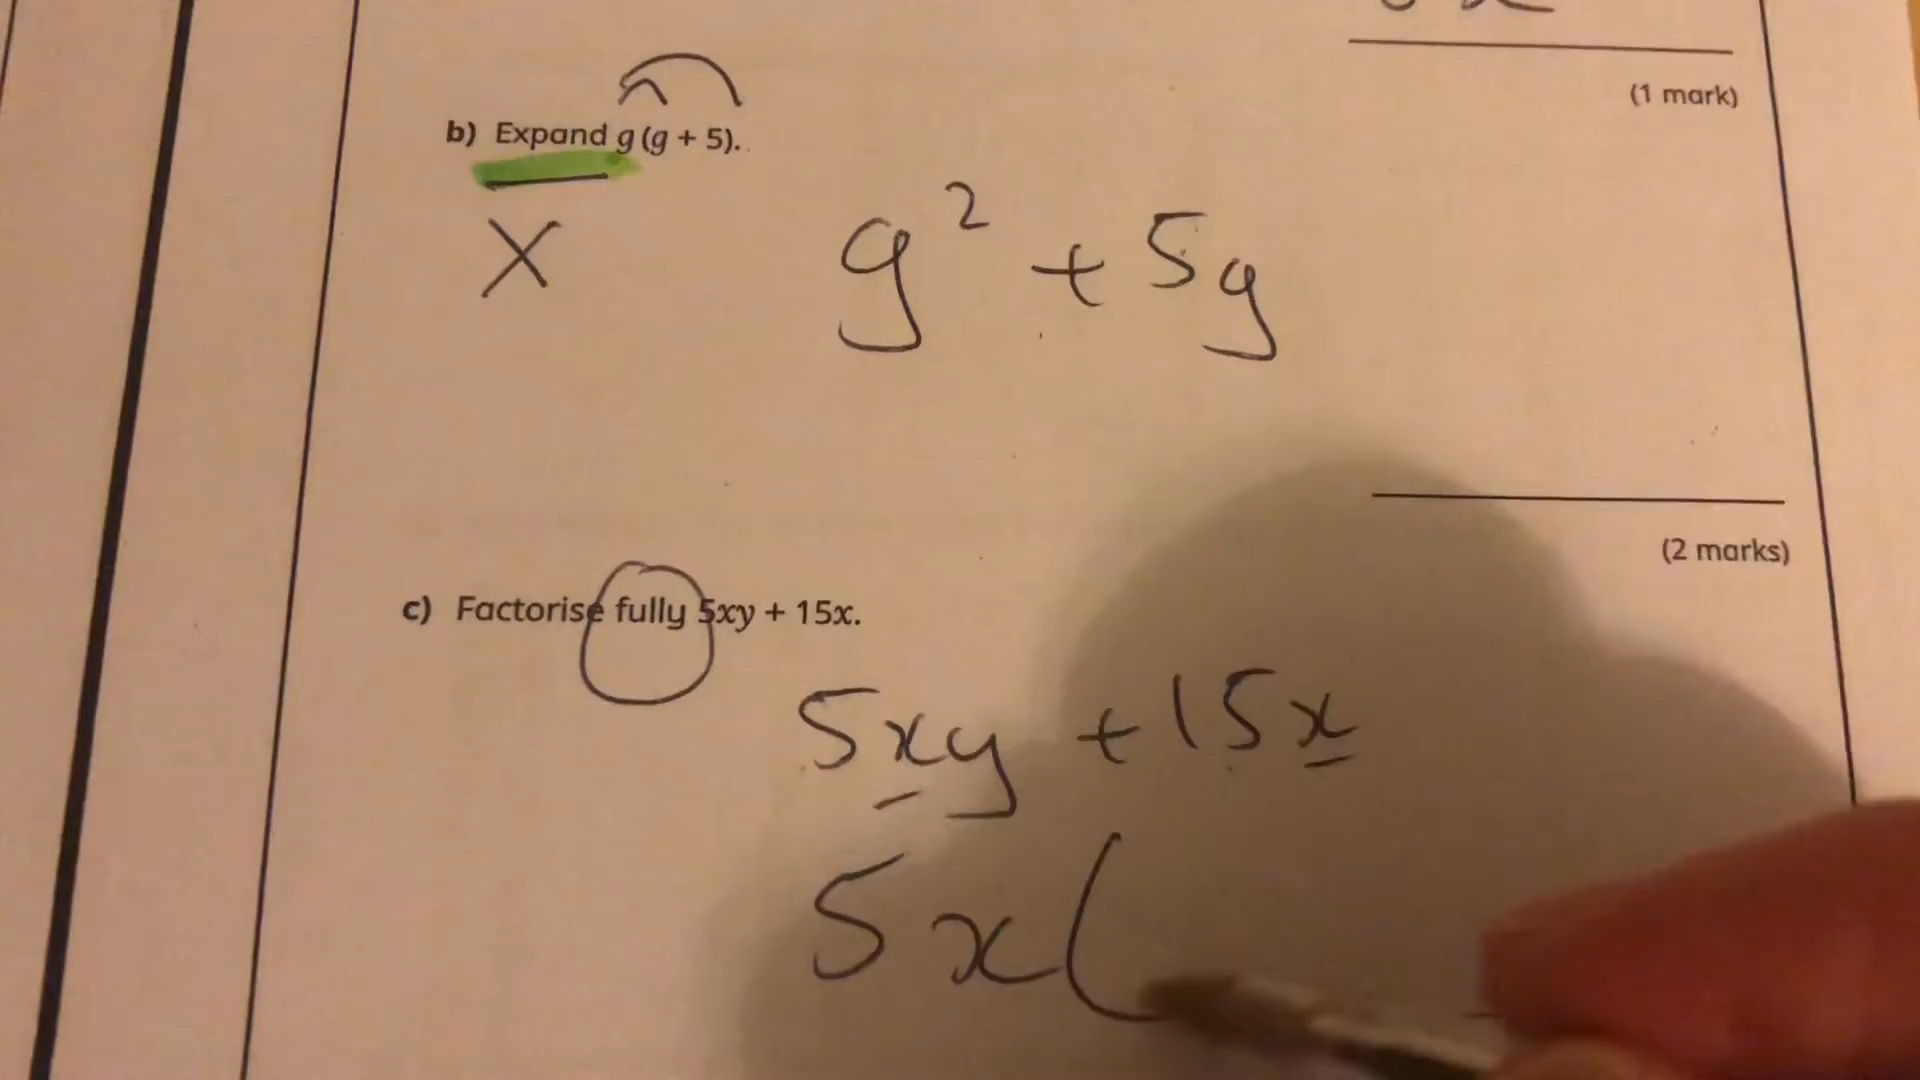 (1 mark)
b) Expand g (g + 5).
X
g² + 5g
(2 marks)
c) Factorise fully 5xy + 15x.
5xy + 15x
5x(